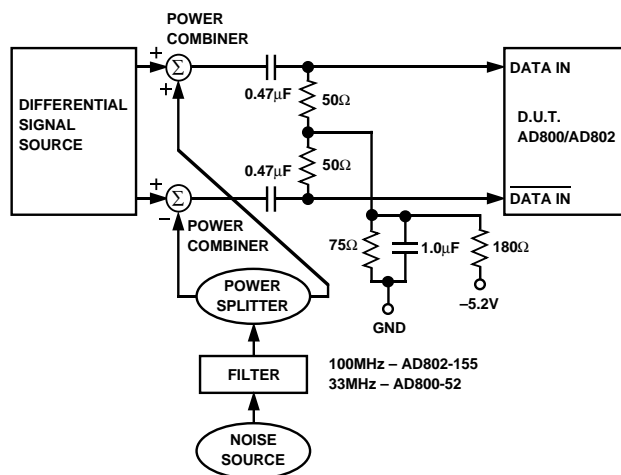 POWER
COMBINER
DIFFERENTIAL
SIGNAL
SOURCE
+
Σ
+
0.47µF
50Ω
DATA IN
D.U.T.
AD800/AD802
0.47µF
50Ω
+
Σ
−
DATA IN
POWER
COMBINER
75Ω
1.0µF
180Ω
−5.2V
GND
POWER
SPLITTER
FILTER
100MHz – AD802-155
33MHz – AD800-52
NOISE
SOURCE